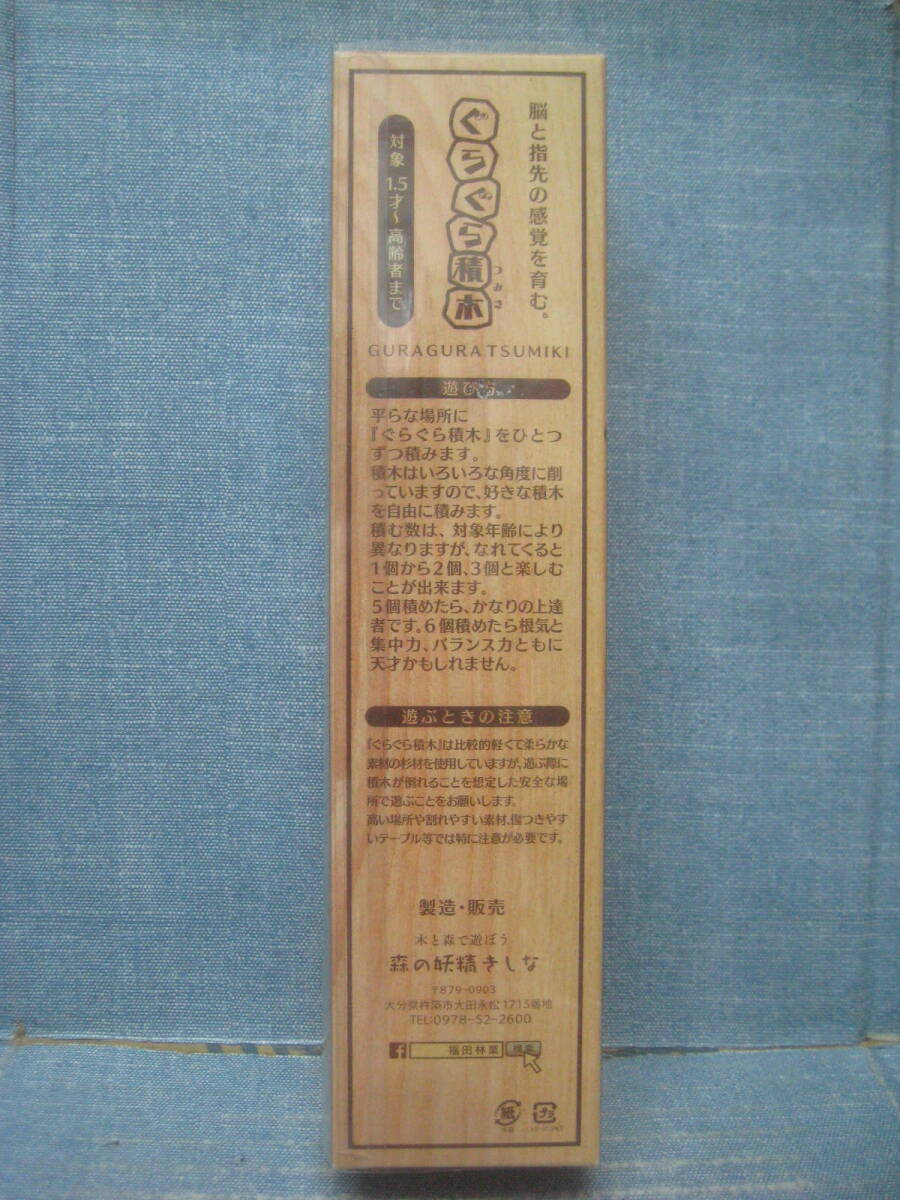 脳と指先の感覚を育む。
ぐらぐら積木
つみき
対象 1.5才~高齢者まで
GURAGURA TSUMIKI
遊び方
平らな場所に
『ぐらぐら積木』をひとつ
ずつ積みます。
積木はいろいろな角度に削
っていますので、好きな積木
を自由に積みます。
積む数は、対象年齢により
異なりますが、なれてくると
1個から2個、3個と楽しむ
ことが出来ます。
5個積めたら、かなりの上達
者です。6個積めたら根気と
集中力、バランス力ともに
天才かもしれません。
遊ぶときの注意
『ぐらぐら積木』は比較的軽くて柔らかな
素材の杉材を使用していますが、遊ぶ際に
積木が倒れることを想定した安全な場
所で遊ぶことをお願いします。
高い場所や割れやすい素材、傷つきやす
いテーブル等では特に注意が必要です。
製造・販売
木と森で遊ぼう
森の妖精きしな
〒879-0903
大分県杵築市大田永松1715番地
TEL:0978-52-2600
f 福田林業 検索
紙 プラ